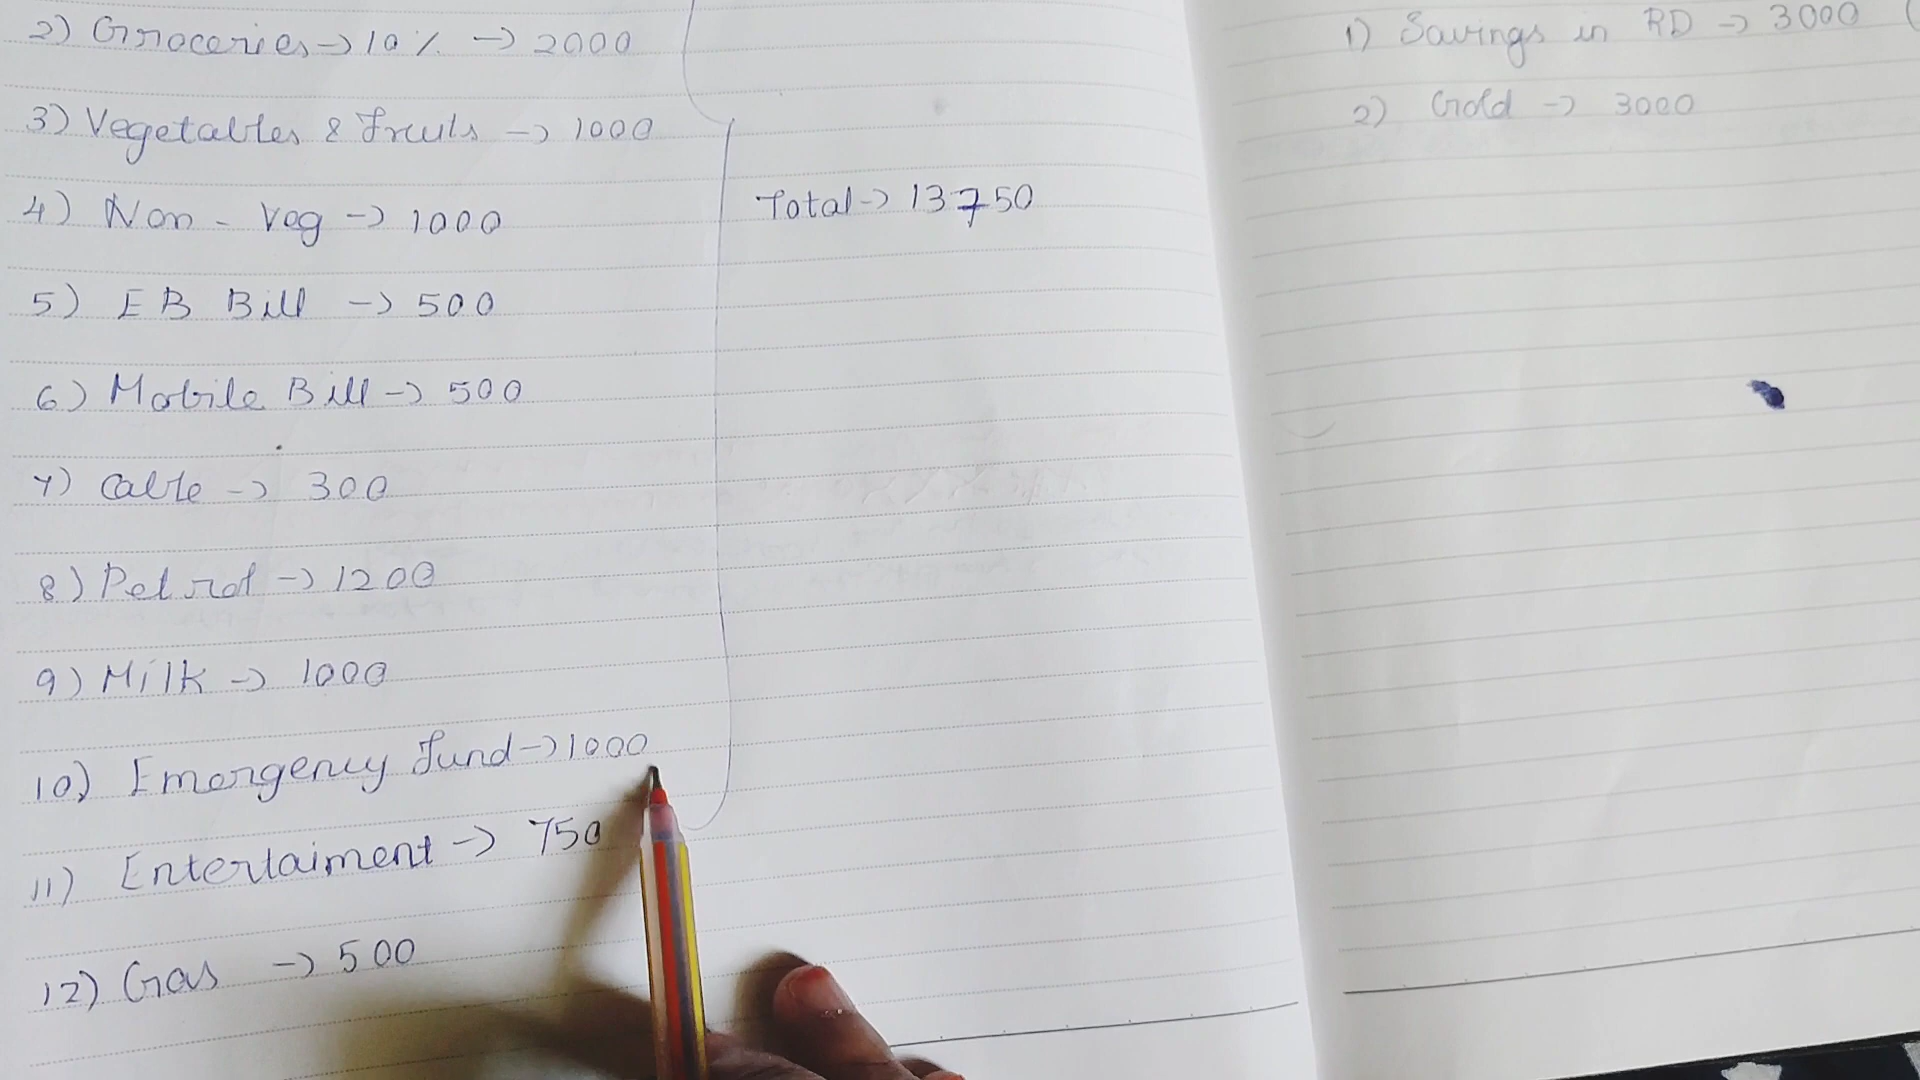 2) Groceries → 10% → 2000
3) Vegetables & Fruits → 1000
4) Non - Veg → 1000
Total → 13750
5) EB Bill → 500
6) Mobile Bill → 500
7) Cable → 300
8) Petrol → 1200
9) Milk → 1000
10) Emergency Fund → 1000
11) Entertaiment → 750
12) Gas → 500
1) Savings in RD → 3000 (
2) Gold → 3000